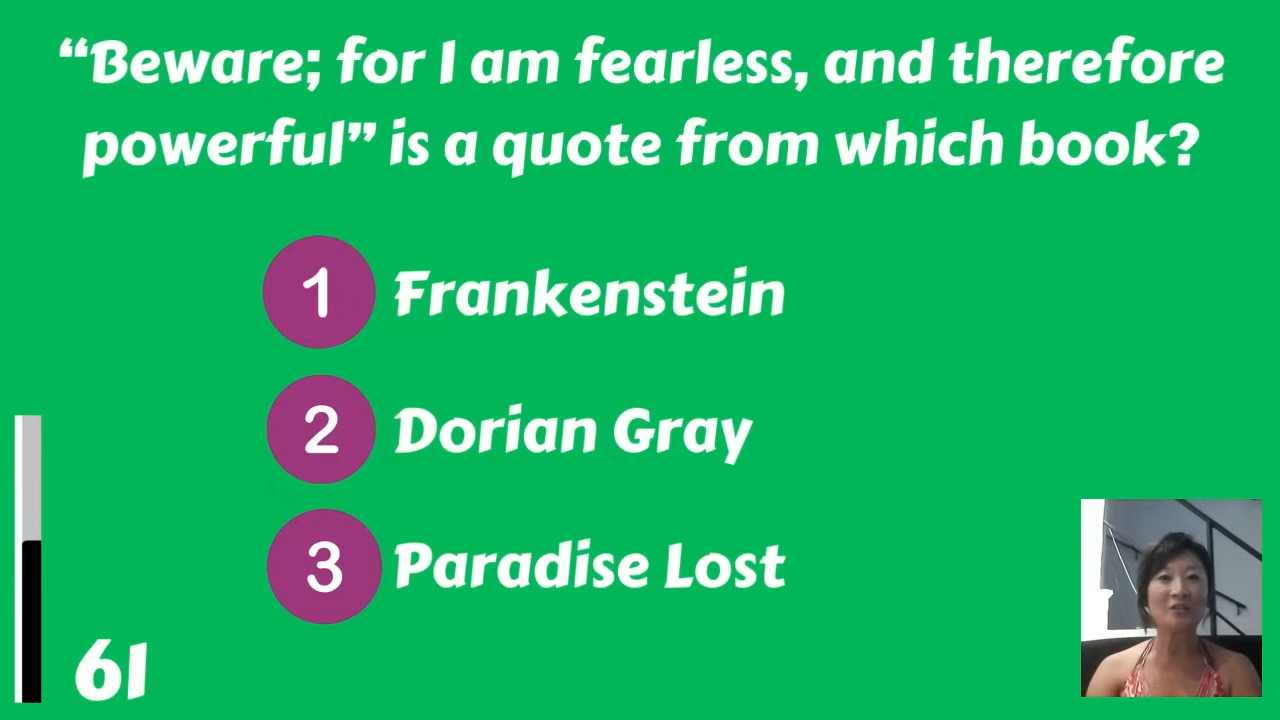 “Beware; for I am fearless, and therefore
powerful” is a quote from which book?
1 Frankenstein
2 Dorian Gray
3 Paradise Lost
61